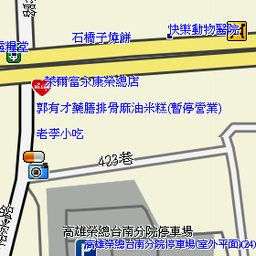 快樂動物醫院
石橋子燒餅
榮爾富永康榮總店
郭有才藥膳排骨麻油米糕(暫停營業)
老李小吃
423巷
高雄榮總台南分院停車場
高雄榮總台南分院停車場(室外平面)(24)